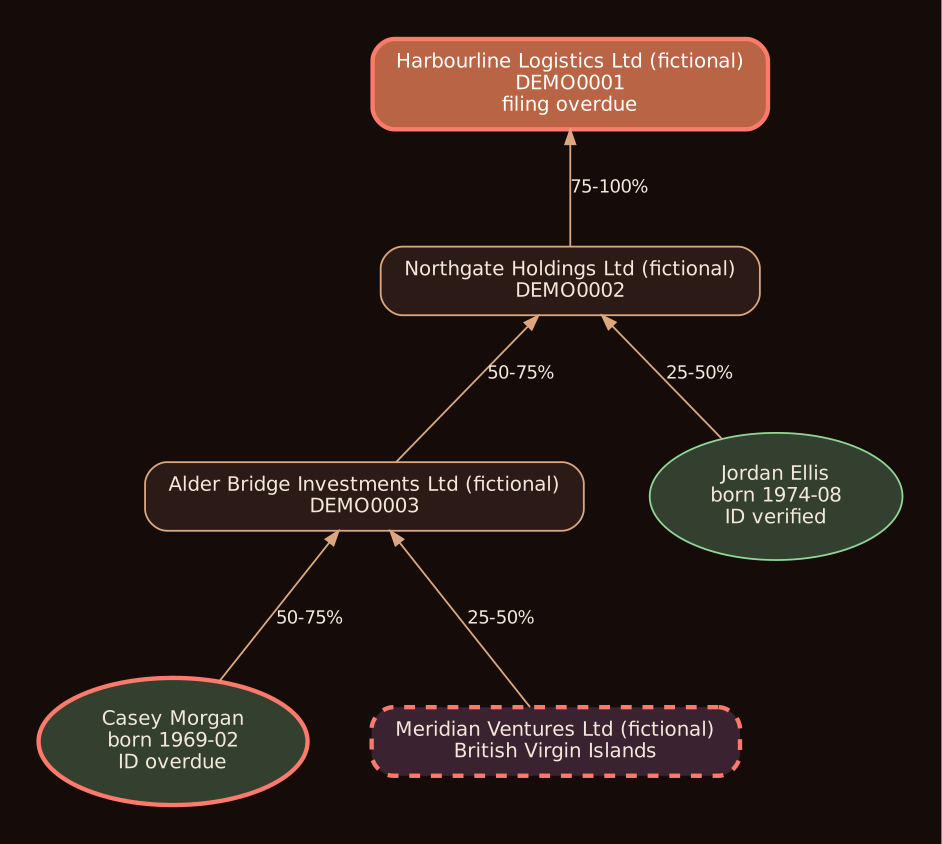 Harbourline Logistics Ltd (fictional)
DEMO0001
filing overdue
75-100%
Northgate Holdings Ltd (fictional)
DEMO0002
50-75%
25-50%
Alder Bridge Investments Ltd (fictional)
DEMO0003
Jordan Ellis
born 1974-08
ID verified
50-75%
25-50%
Casey Morgan
born 1969-02
ID overdue
Meridian Ventures Ltd (fictional)
British Virgin Islands